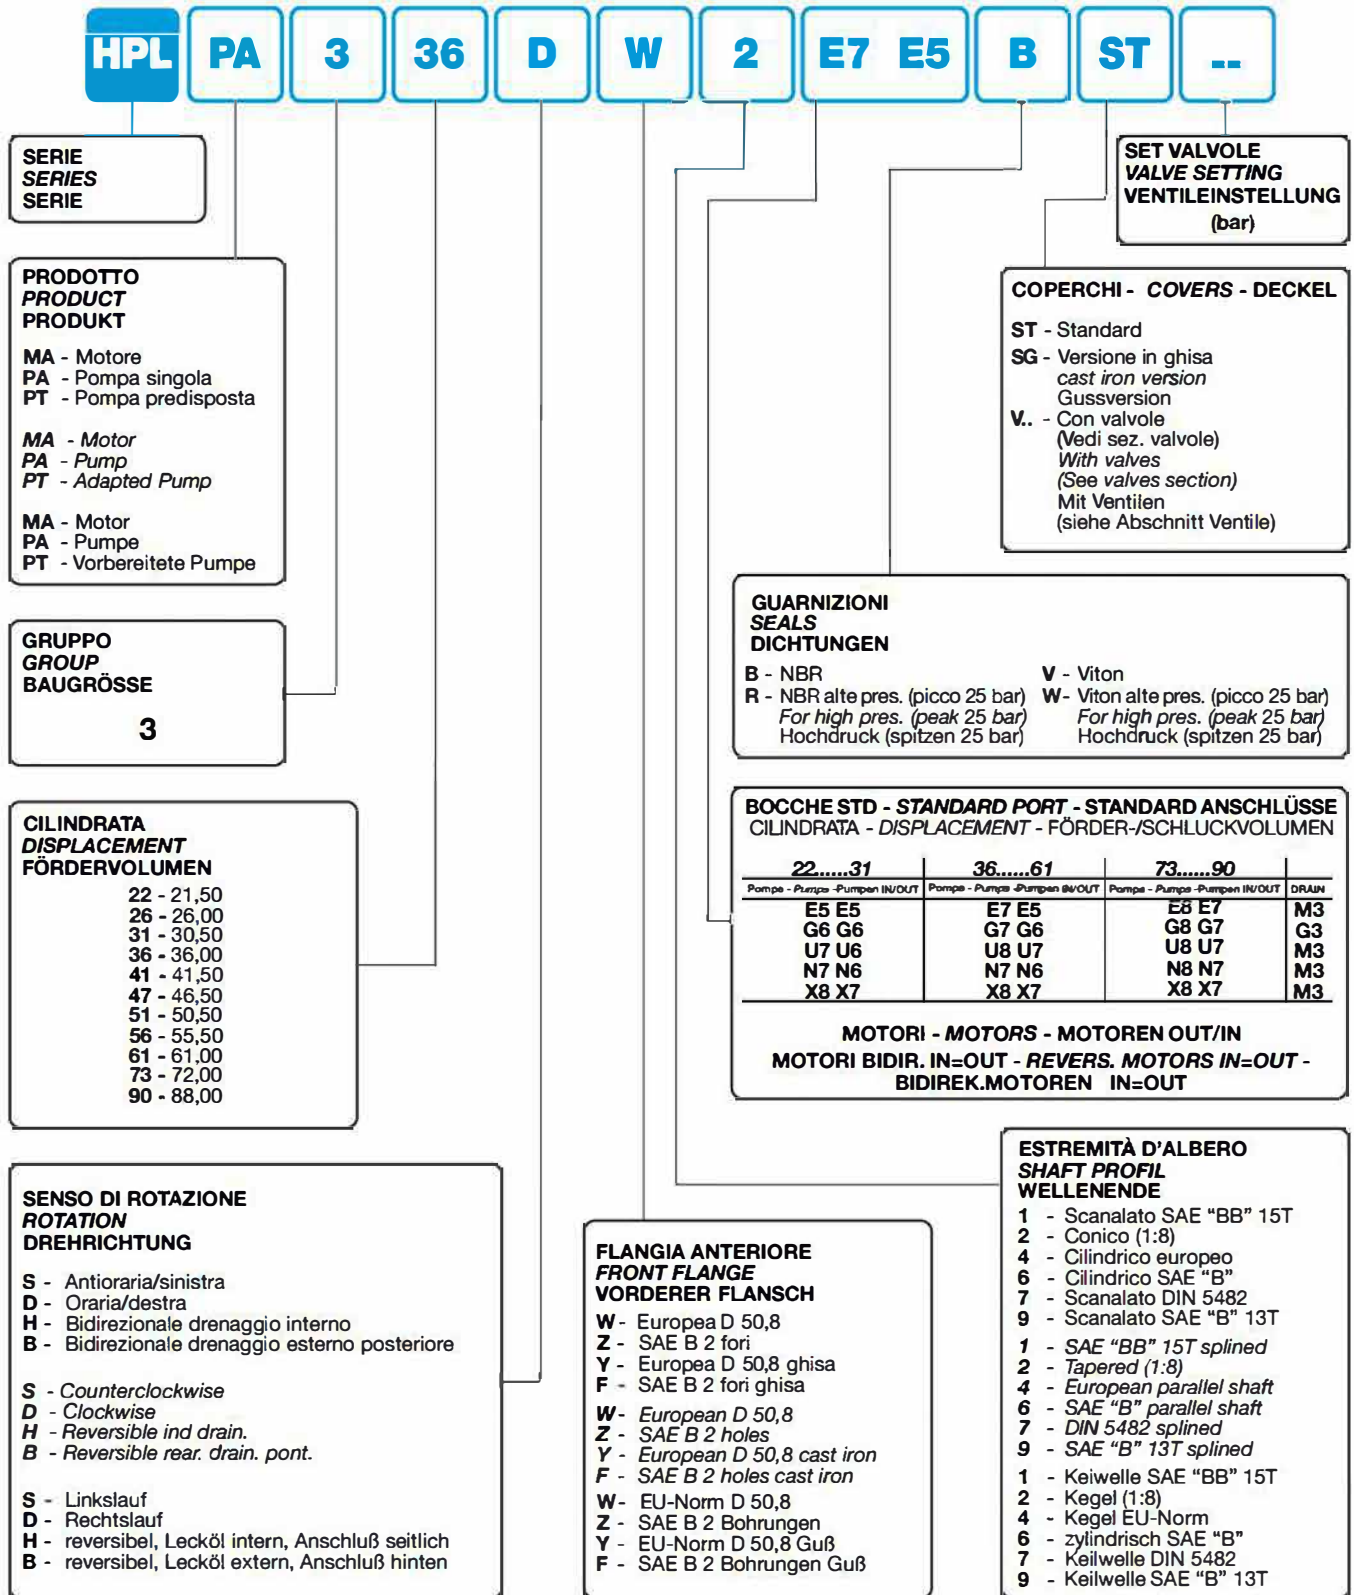 HPL PA 3 36 D W 2 E7 E5 B ST --
SERIE
SERIES
SERIE
SET VALVOLE
VALVE SETTING
VENTILEINSTELLUNG
(bar)
PRODOTTO
PRODUCT
PRODUKT
MA - Motore
PA - Pompa singola
PT - Pompa predisposta
MA - Motor
PA - Pump
PT - Adapted Pump
MA - Motor
PA - Pumpe
PT - Vorbereitete Pumpe
COPERCHI - COVERS - DECKEL
ST - Standard
SG - Versione in ghisa
cast iron version
Gussversion
V.. - Con valvole
(Vedi sez. valvole)
With valves
(See valves section)
Mit Ventilen
(siehe Abschnitt Ventile)
GUARNIZIONI
SEALS
DICHTUNGEN
B - NBR
R - NBR alte pres. (picco 25 bar)
For high pres. (peak 25 bar)
Hochdruck (spitzen 25 bar)
V - Viton
W - Viton alte pres. (picco 25 bar)
For high pres. (peak 25 bar)
Hochdruck (spitzen 25 bar)
GRUPPO
GROUP
BAUGRÖSSE
3
CILINDRATA
DISPLACEMENT
FÖRDERVOLUMEN
22 - 21,50
26 - 26,00
31 - 30,50
36 - 36,00
41 - 41,50
47 - 46,50
51 - 50,50
56 - 55,50
61 - 61,00
73 - 72,00
90 - 88,00
BOCCHE STD - STANDARD PORT - STANDARD ANSCHLÜSSE
CILINDRATA - DISPLACEMENT - FÖRDER-/SCHLUCKVOLUMEN
22......31 36......61 73......90
Pompe - Pumps - Pumpen IN/OUT Pompe - Pumps - Pumpen IN/OUT Pompe - Pumps - Pumpen IN/OUT DRAIN
E5 E5 E7 E5 E8 E7 M3
G6 G6 G7 G6 G8 G7 G3
U7 U6 U8 U7 U8 U7 M3
N7 N6 N7 N6 N8 N7 M3
X8 X7 X8 X7 X8 X7 M3
MOTORI - MOTORS - MOTOREN OUT/IN
MOTORI BIDIR. IN=OUT - REVERS. MOTORS IN=OUT -
BIDIREK.MOTOREN IN=OUT
SENSO DI ROTAZIONE
ROTATION
DREHRICHTUNG
S - Antioraria/sinistra
D - Oraria/destra
H - Bidirezionale drenaggio interno
B - Bidirezionale drenaggio esterno posteriore
S - Counterclockwise
D - Clockwise
H - Reversible ind drain.
B - Reversible rear. drain. pont.
S - Linkslauf
D - Rechtslauf
H - reversibel, Lecköl intern, Anschluß seitlich
B - reversibel, Lecköl extern, Anschluß hinten
FLANGIA ANTERIORE
FRONT FLANGE
VORDERER FLANSCH
W - Europea D 50,8
Z - SAE B 2 fori
Y - Europea D 50,8 ghisa
F - SAE B 2 fori ghisa
W - European D 50,8
Z - SAE B 2 holes
Y - European D 50,8 cast iron
F - SAE B 2 holes cast iron
W - EU-Norm D 50,8
Z - SAE B 2 Bohrungen
Y - EU-Norm D 50,8 Guß
F - SAE B 2 Bohrungen Guß
ESTREMITÀ D'ALBERO
SHAFT PROFIL
WELLENENDE
1 - Scanalato SAE "BB" 15T
2 - Conico (1:8)
4 - Cilindrico europeo
6 - Cilindrico SAE "B"
7 - Scanalato DIN 5482
9 - Scanalato SAE "B" 13T
1 - SAE "BB" 15T splined
2 - Tapered (1:8)
4 - European parallel shaft
6 - SAE "B" parallel shaft
7 - DIN 5482 splined
9 - SAE "B" 13T splined
1 - Keiwelle SAE "BB" 15T
2 - Kegel (1:8)
4 - Kegel EU-Norm
6 - zylindrisch SAE "B"
7 - Keilwelle DIN 5482
9 - Keilwelle SAE "B" 13T